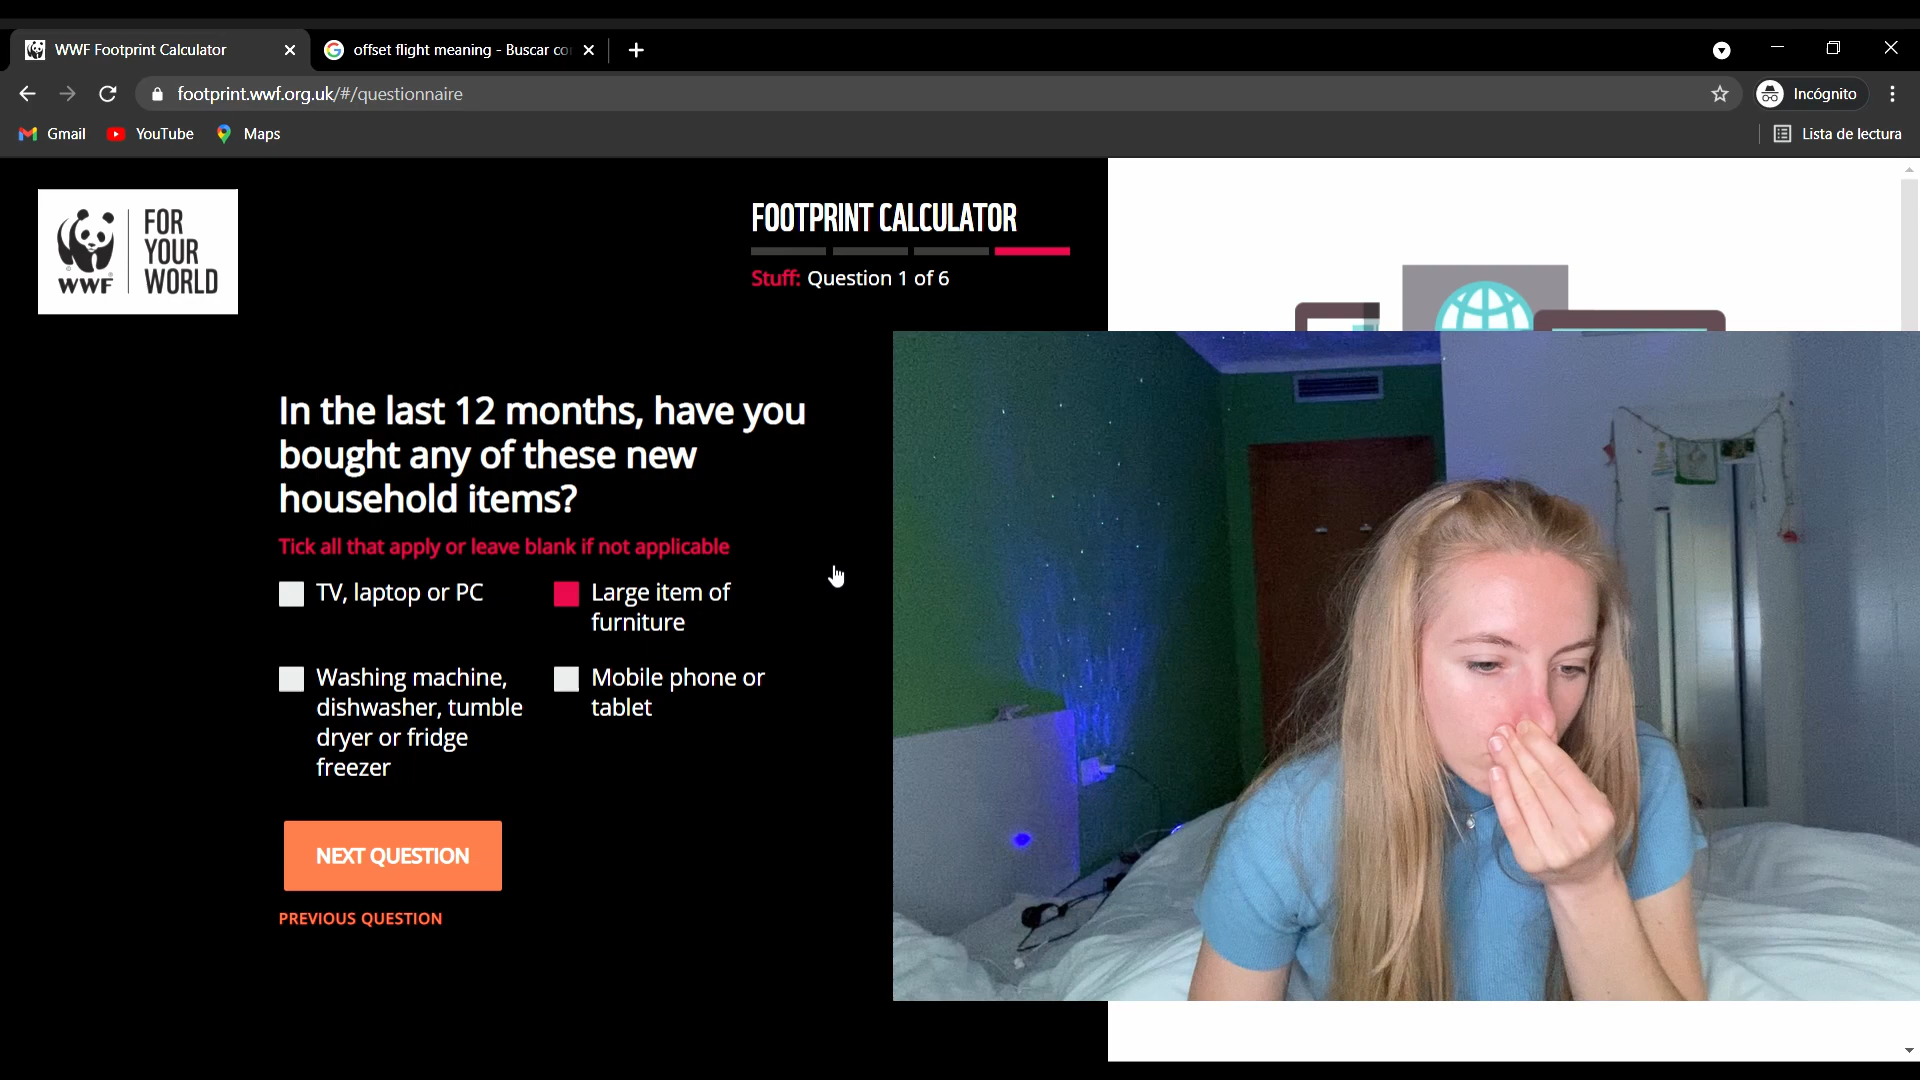 WWF Footprint Calculator
offset flight meaning - Buscar co
footprint.wwf.org.uk/#/questionnaire
Incógnito
Gmail
YouTube
Maps
Lista de lectura
WWF
FOR
YOUR
WORLD
FOOTPRINT CALCULATOR
Stuff: Question 1 of 6
In the last 12 months, have you
bought any of these new
household items?
Tick all that apply or leave blank if not applicable
TV, laptop or PC
Large item of
furniture
Washing machine,
dishwasher, tumble
dryer or fridge
freezer
Mobile phone or
tablet
NEXT QUESTION
PREVIOUS QUESTION